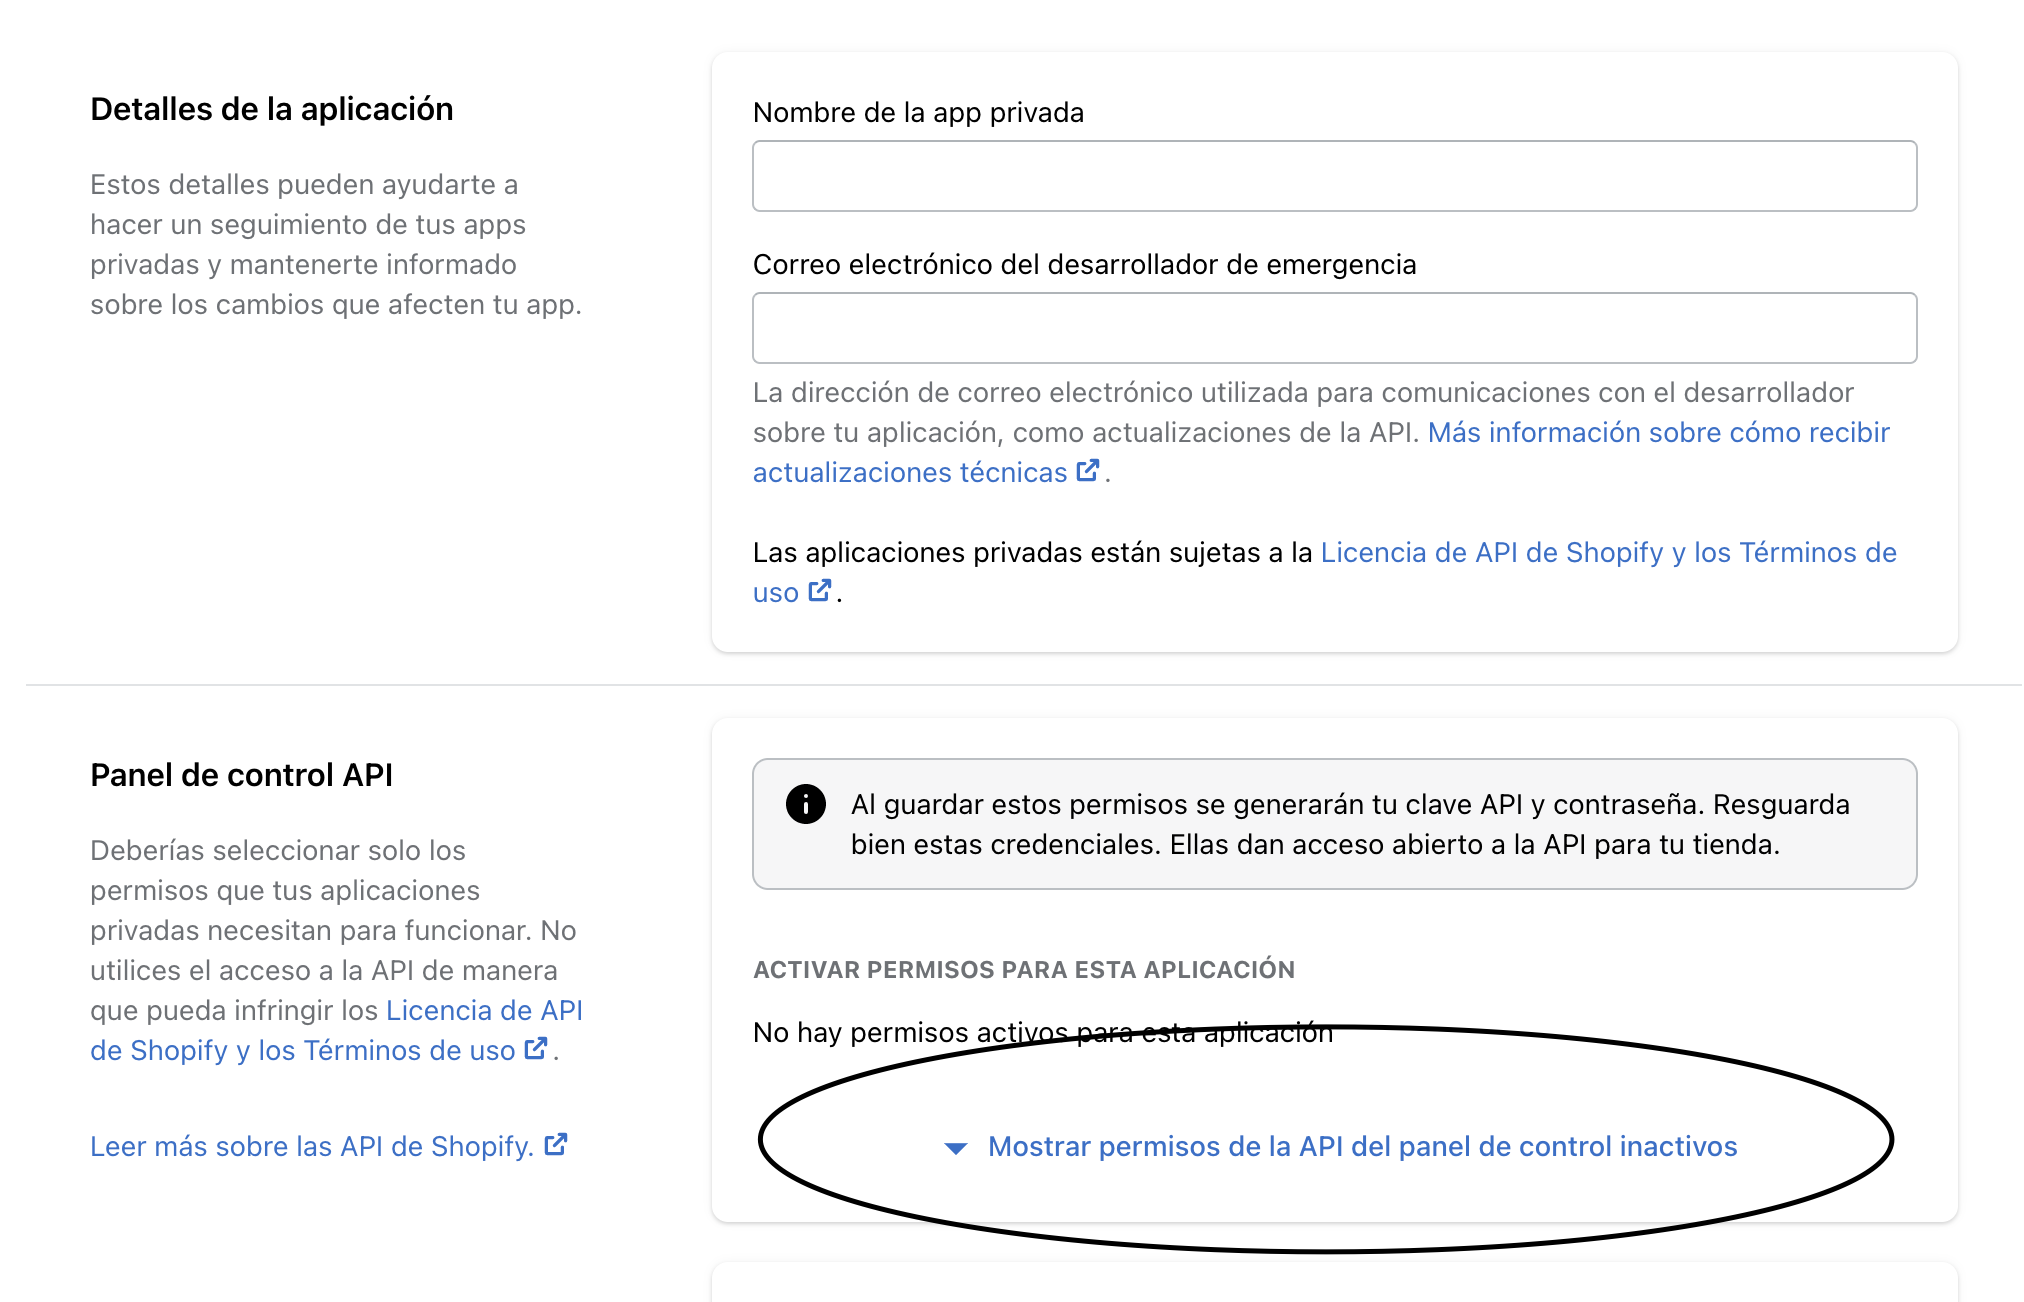 Detalles de la aplicación
Estos detalles pueden ayudarte a
hacer un seguimiento de tus apps
privadas y mantenerte informado
sobre los cambios que afecten tu app.
Nombre de la app privada
Correo electrónico del desarrollador de emergencia
La dirección de correo electrónico utilizada para comunicaciones con el desarrollador
sobre tu aplicación, como actualizaciones de la API. Más información sobre cómo recibir
actualizaciones técnicas.
Las aplicaciones privadas están sujetas a la Licencia de API de Shopify y los Términos de
uso.
Panel de control API
Deberías seleccionar solo los
permisos que tus aplicaciones
privadas necesitan para funcionar. No
utilices el acceso a la API de manera
que pueda infringir los Licencia de API
de Shopify y los Términos de uso.
Leer más sobre las API de Shopify.
Al guardar estos permisos se generarán tu clave API y contraseña. Resguarda
bien estas credenciales. Ellas dan acceso abierto a la API para tu tienda.
ACTIVAR PERMISOS PARA ESTA APLICACIÓN
No hay permisos activos para esta aplicación
Mostrar permisos de la API del panel de control inactivos